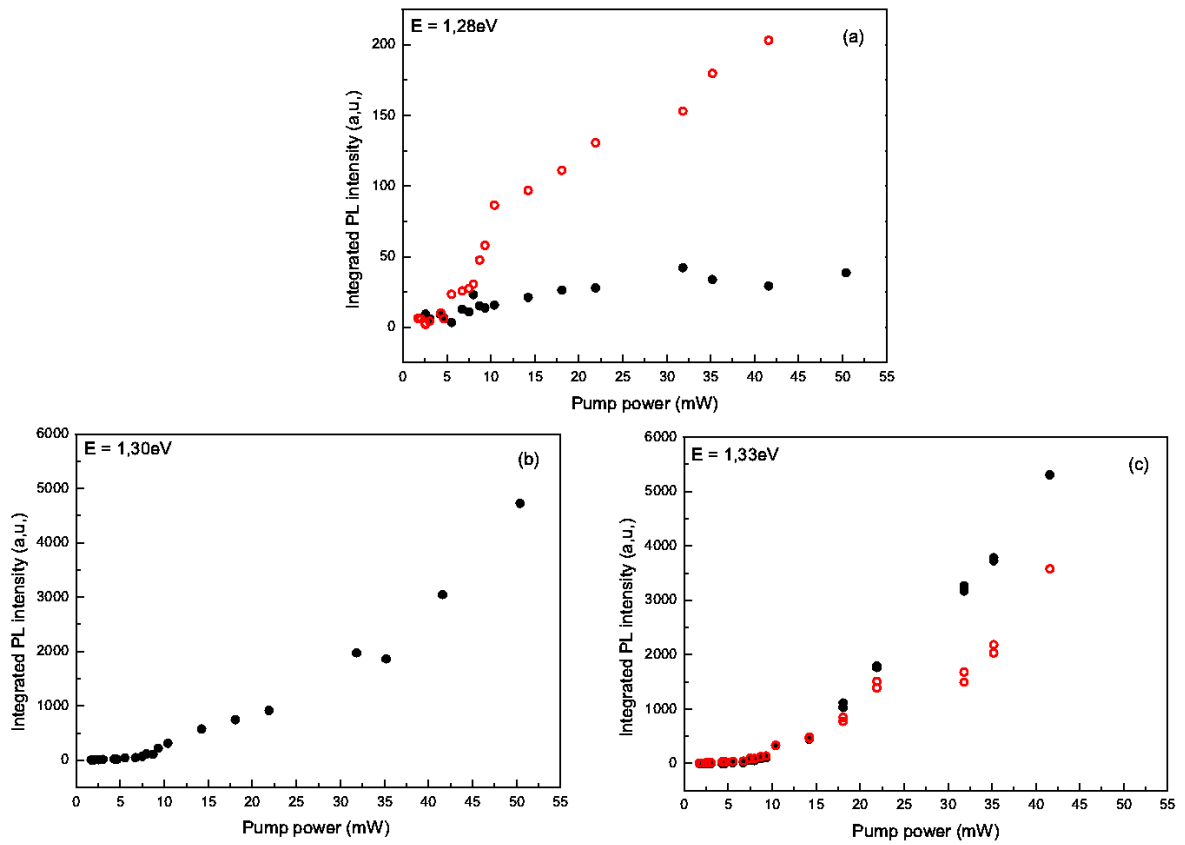 E = 1,28eV
(a)
200
150
100
50
0
Integrated PL intensity (a,u,)
0 5 10 15 20 25 30 35 40 45 50 55
Pump power (mW)
E = 1,30eV
(b)
6000
5000
4000
3000
2000
1000
0
Integrated PL intensity (a,u,)
0 5 10 15 20 25 30 35 40 45 50 55
Pump power (mW)
E = 1,33eV
(c)
6000
5000
4000
3000
2000
1000
0
Integrated PL intensity (a,u,)
0 5 10 15 20 25 30 35 40 45 50 55
Pump power (mW)